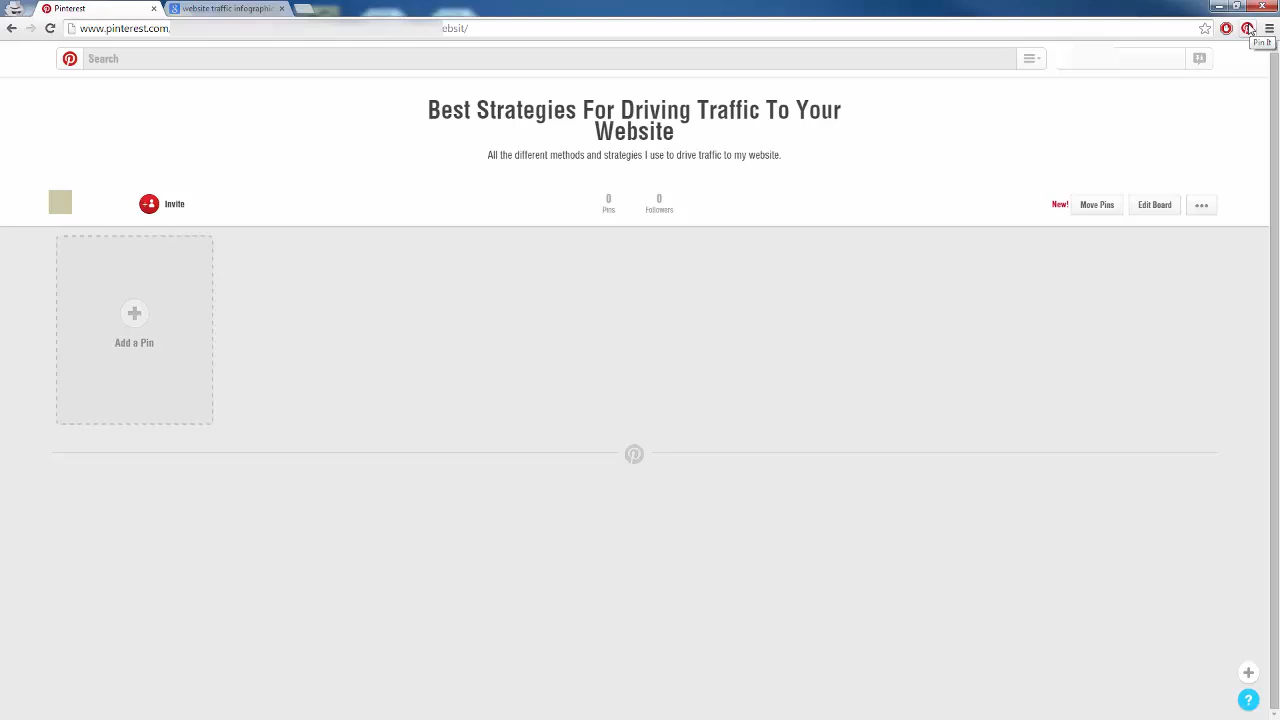 Pinterest
website traffic infographic
www.pinterest.com
ebsit/
Pin It
Search
Best Strategies For Driving Traffic To Your
Website
All the different methods and strategies I use to drive traffic to my website.
Invite
0
Pins
0
Followers
New!
Move Pins
Edit Board
Add a Pin